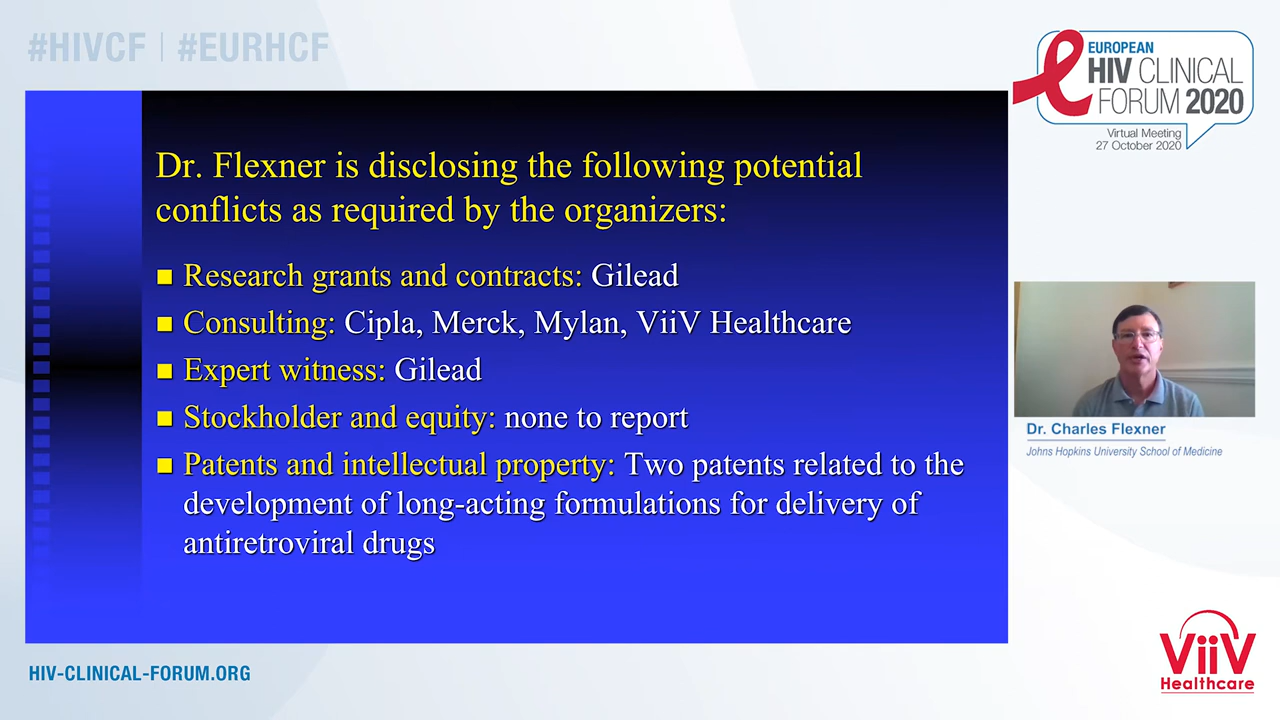 #HIVCF | #EURHCF
EUROPEAN
HIV CLINICAL
FORUM 2020
Virtual Meeting
27 October 2020
Dr. Flexner is disclosing the following potential
conflicts as required by the organizers:
Research grants and contracts: Gilead
Consulting: Cipla, Merck, Mylan, ViiV Healthcare
Expert witness: Gilead
Stockholder and equity: none to report
Patents and intellectual property: Two patents related to the
development of long-acting formulations for delivery of
antiretroviral drugs
Dr. Charles Flexner
Johns Hopkins University School of Medicine
HIV-CLINICAL-FORUM.ORG
ViiV
Healthcare